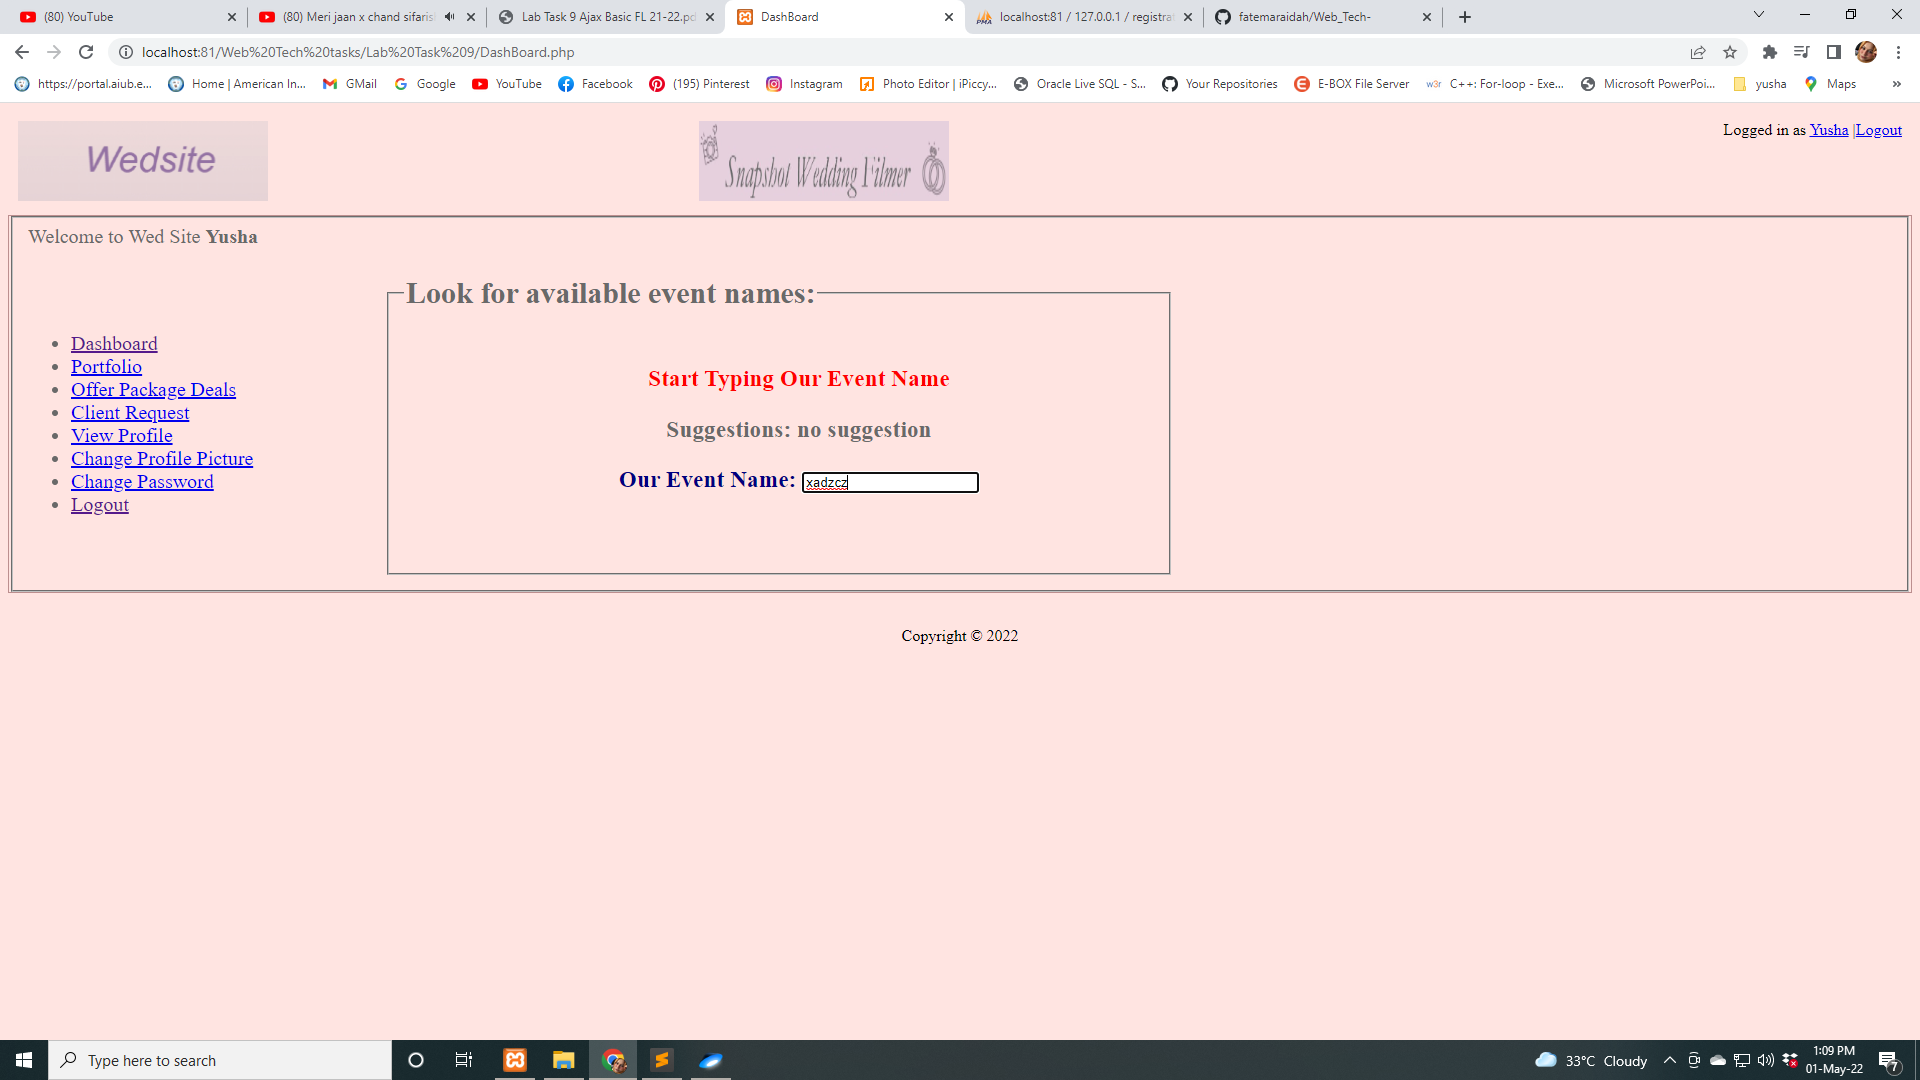 (80) YouTube
(80) Meri jaan x chand sifaris
Lab Task 9 Ajax Basic FL 21-22.pd
DashBoard
localhost:81 / 127.0.0.1 / registra
fatemaraidah/Web_Tech-
localhost:81/Web%20Tech%20tasks/Lab%20Task%209/DashBoard.php
https://portal.aiub.e...
Home | American In...
GMail
Google
YouTube
Facebook
(195) Pinterest
Instagram
Photo Editor | iPiccy...
Oracle Live SQL - S...
Your Repositories
E-BOX File Server
w3r C++: For-loop - Exe...
Microsoft PowerPoi...
yusha
Maps
»
Wedsite
Snapshot Wedding Filmer
Logged in as Yusha |Logout
Welcome to Wed Site Yusha
Look for available event names:
Dashboard
Portfolio
Offer Package Deals
Client Request
View Profile
Change Profile Picture
Change Password
Logout
Start Typing Our Event Name
Suggestions: no suggestion
Our Event Name: xadzcz
Copyright © 2022
Type here to search
33°C Cloudy
1:09 PM
01-May-22
7